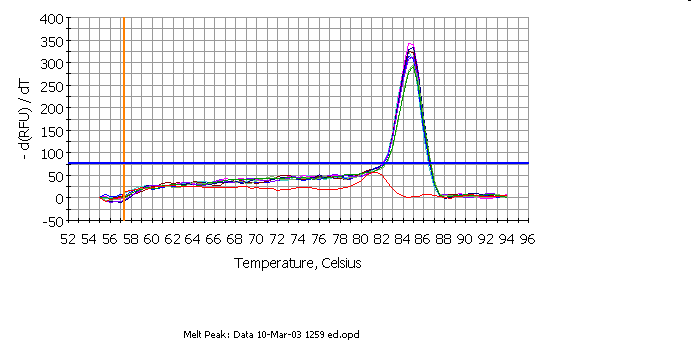 400
350
300
250
200
150
100
50
0
-50
- d(RFU) / dT
52 54 56 58 60 62 64 66 68 70 72 74 76 78 80 82 84 86 88 90 92 94 96
Temperature, Celsius
Melt Peak: Data 10-Mar-03 1259 ed.opd